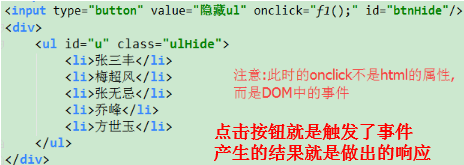 <input type="button" value="隐藏ul" onclick="f1();" id="btnHide"/>
<div>
<ul id="u" class="ulHide">
<li>张三丰</li>
<li>梅超风</li>
<li>张无忌</li>
<li>乔峰</li>
<li>方世玉</li>
</ul>
</div>
注意:此时的onclick不是html的属性,
而是DOM中的事件
点击按钮就是触发了事件
产生的结果就是做出的响应